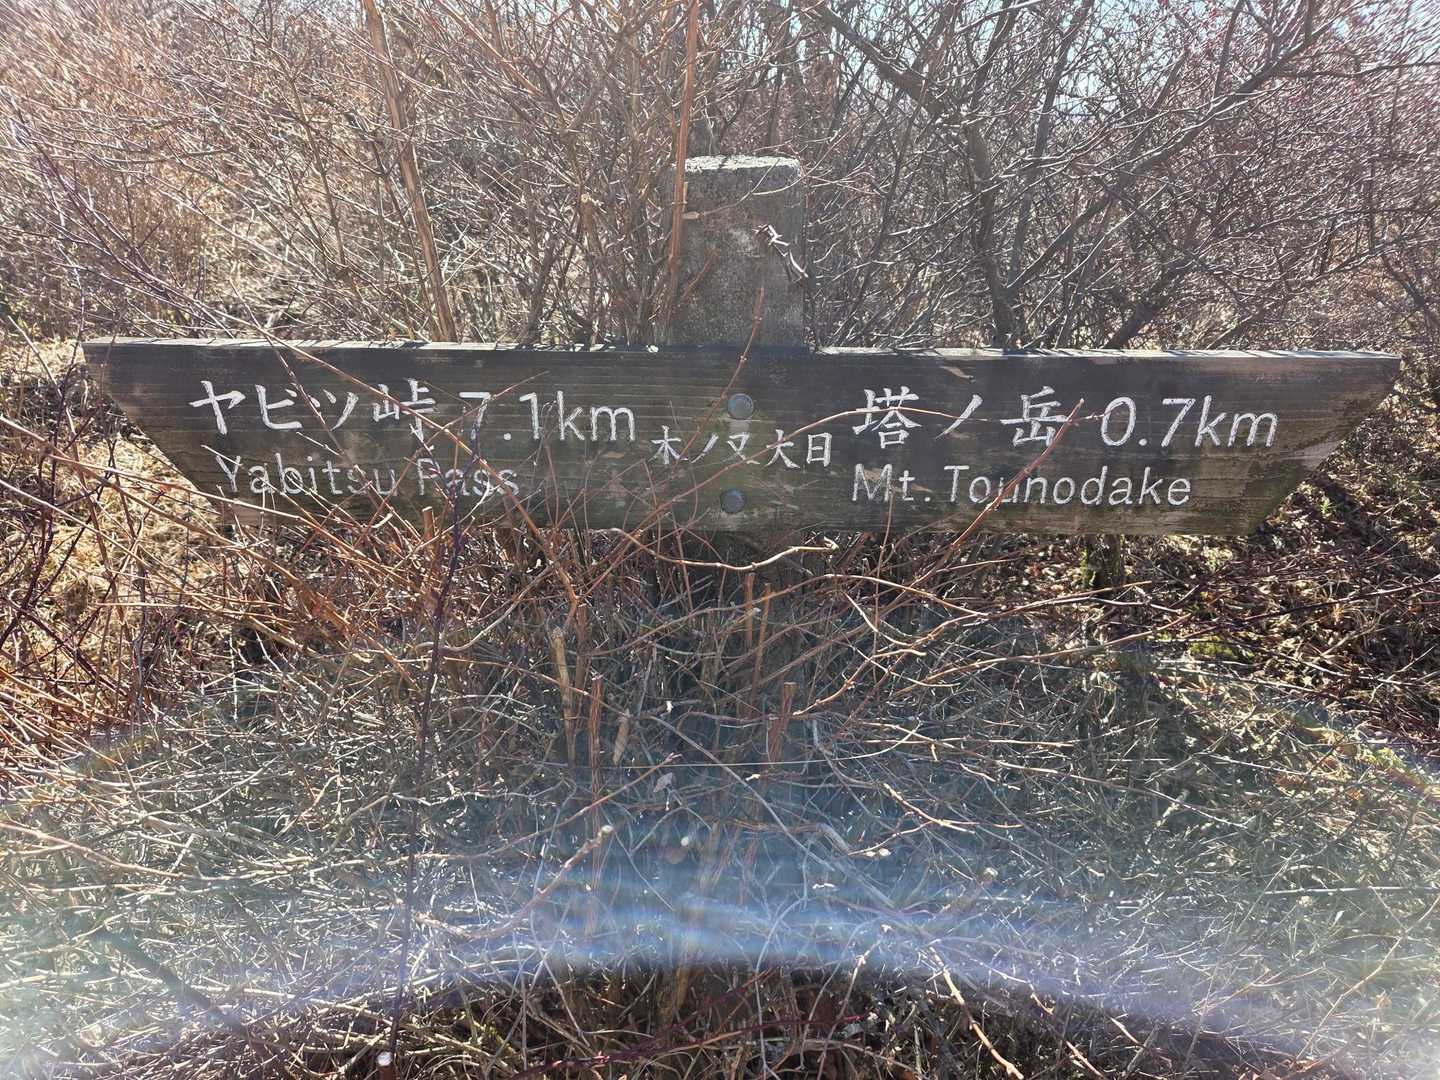 ヤビツ峠 7.1km
Yabitsu Pass
木ノ又大日
塔ノ岳 0.7km
Mt. Tounodake